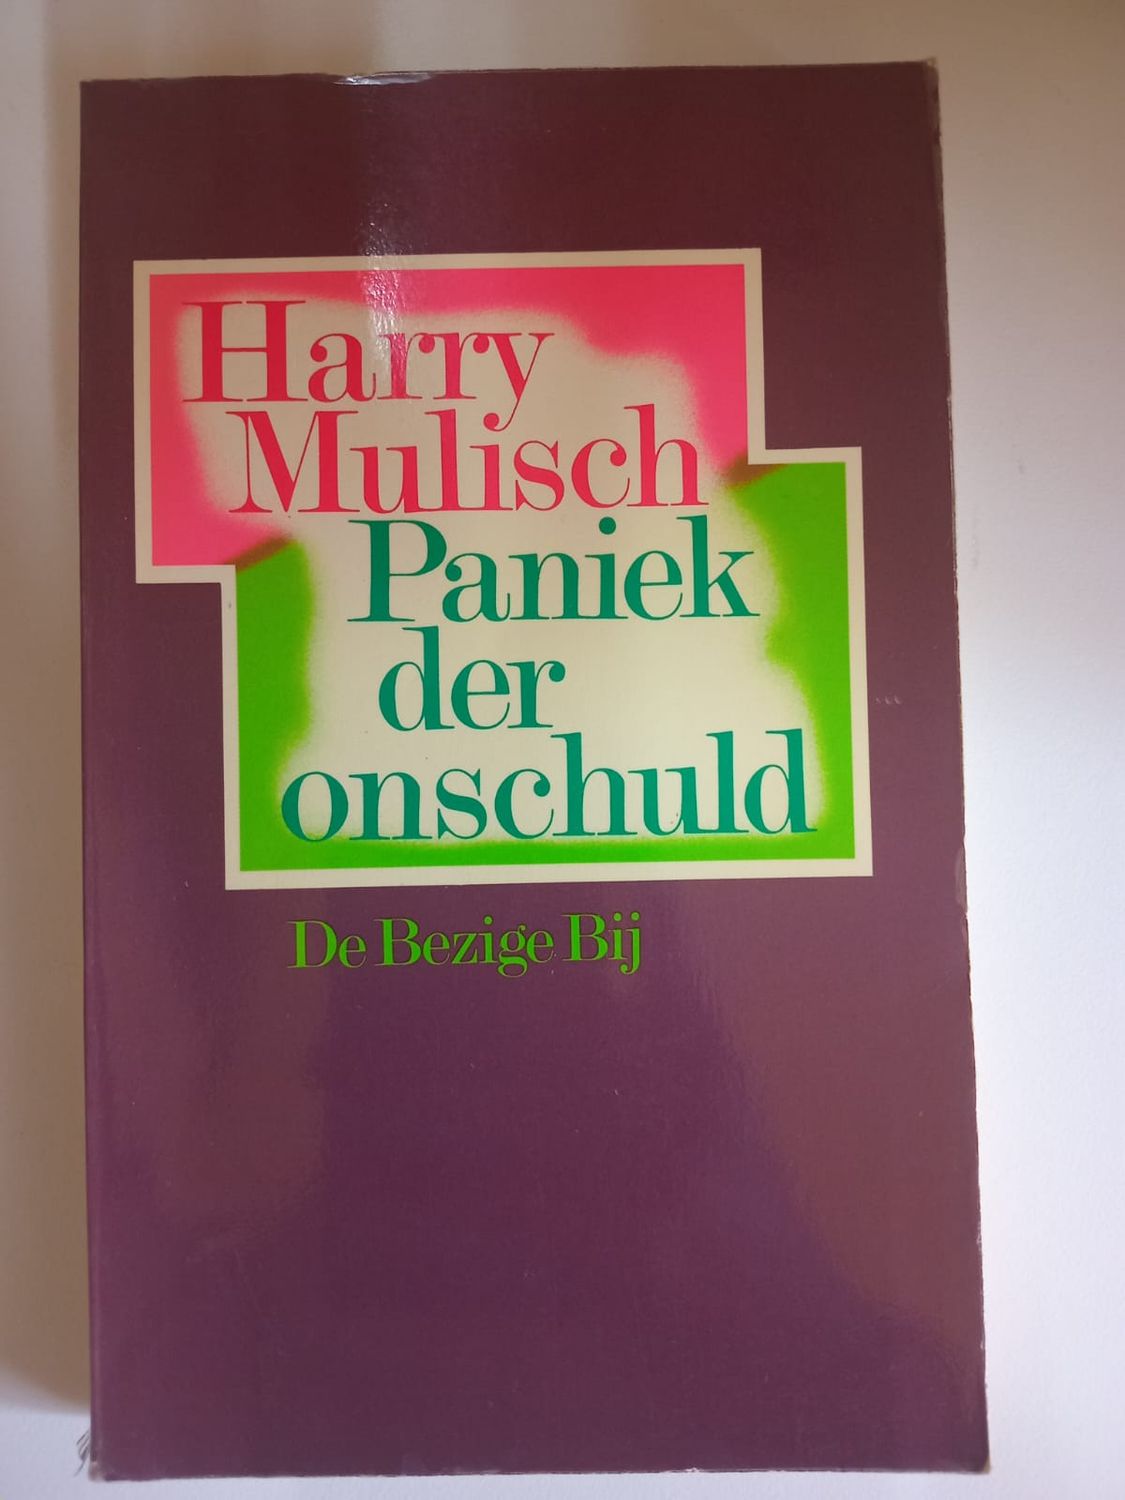 Harry
Mulisch
Paniek
der
onschuld
De Bezige Bij